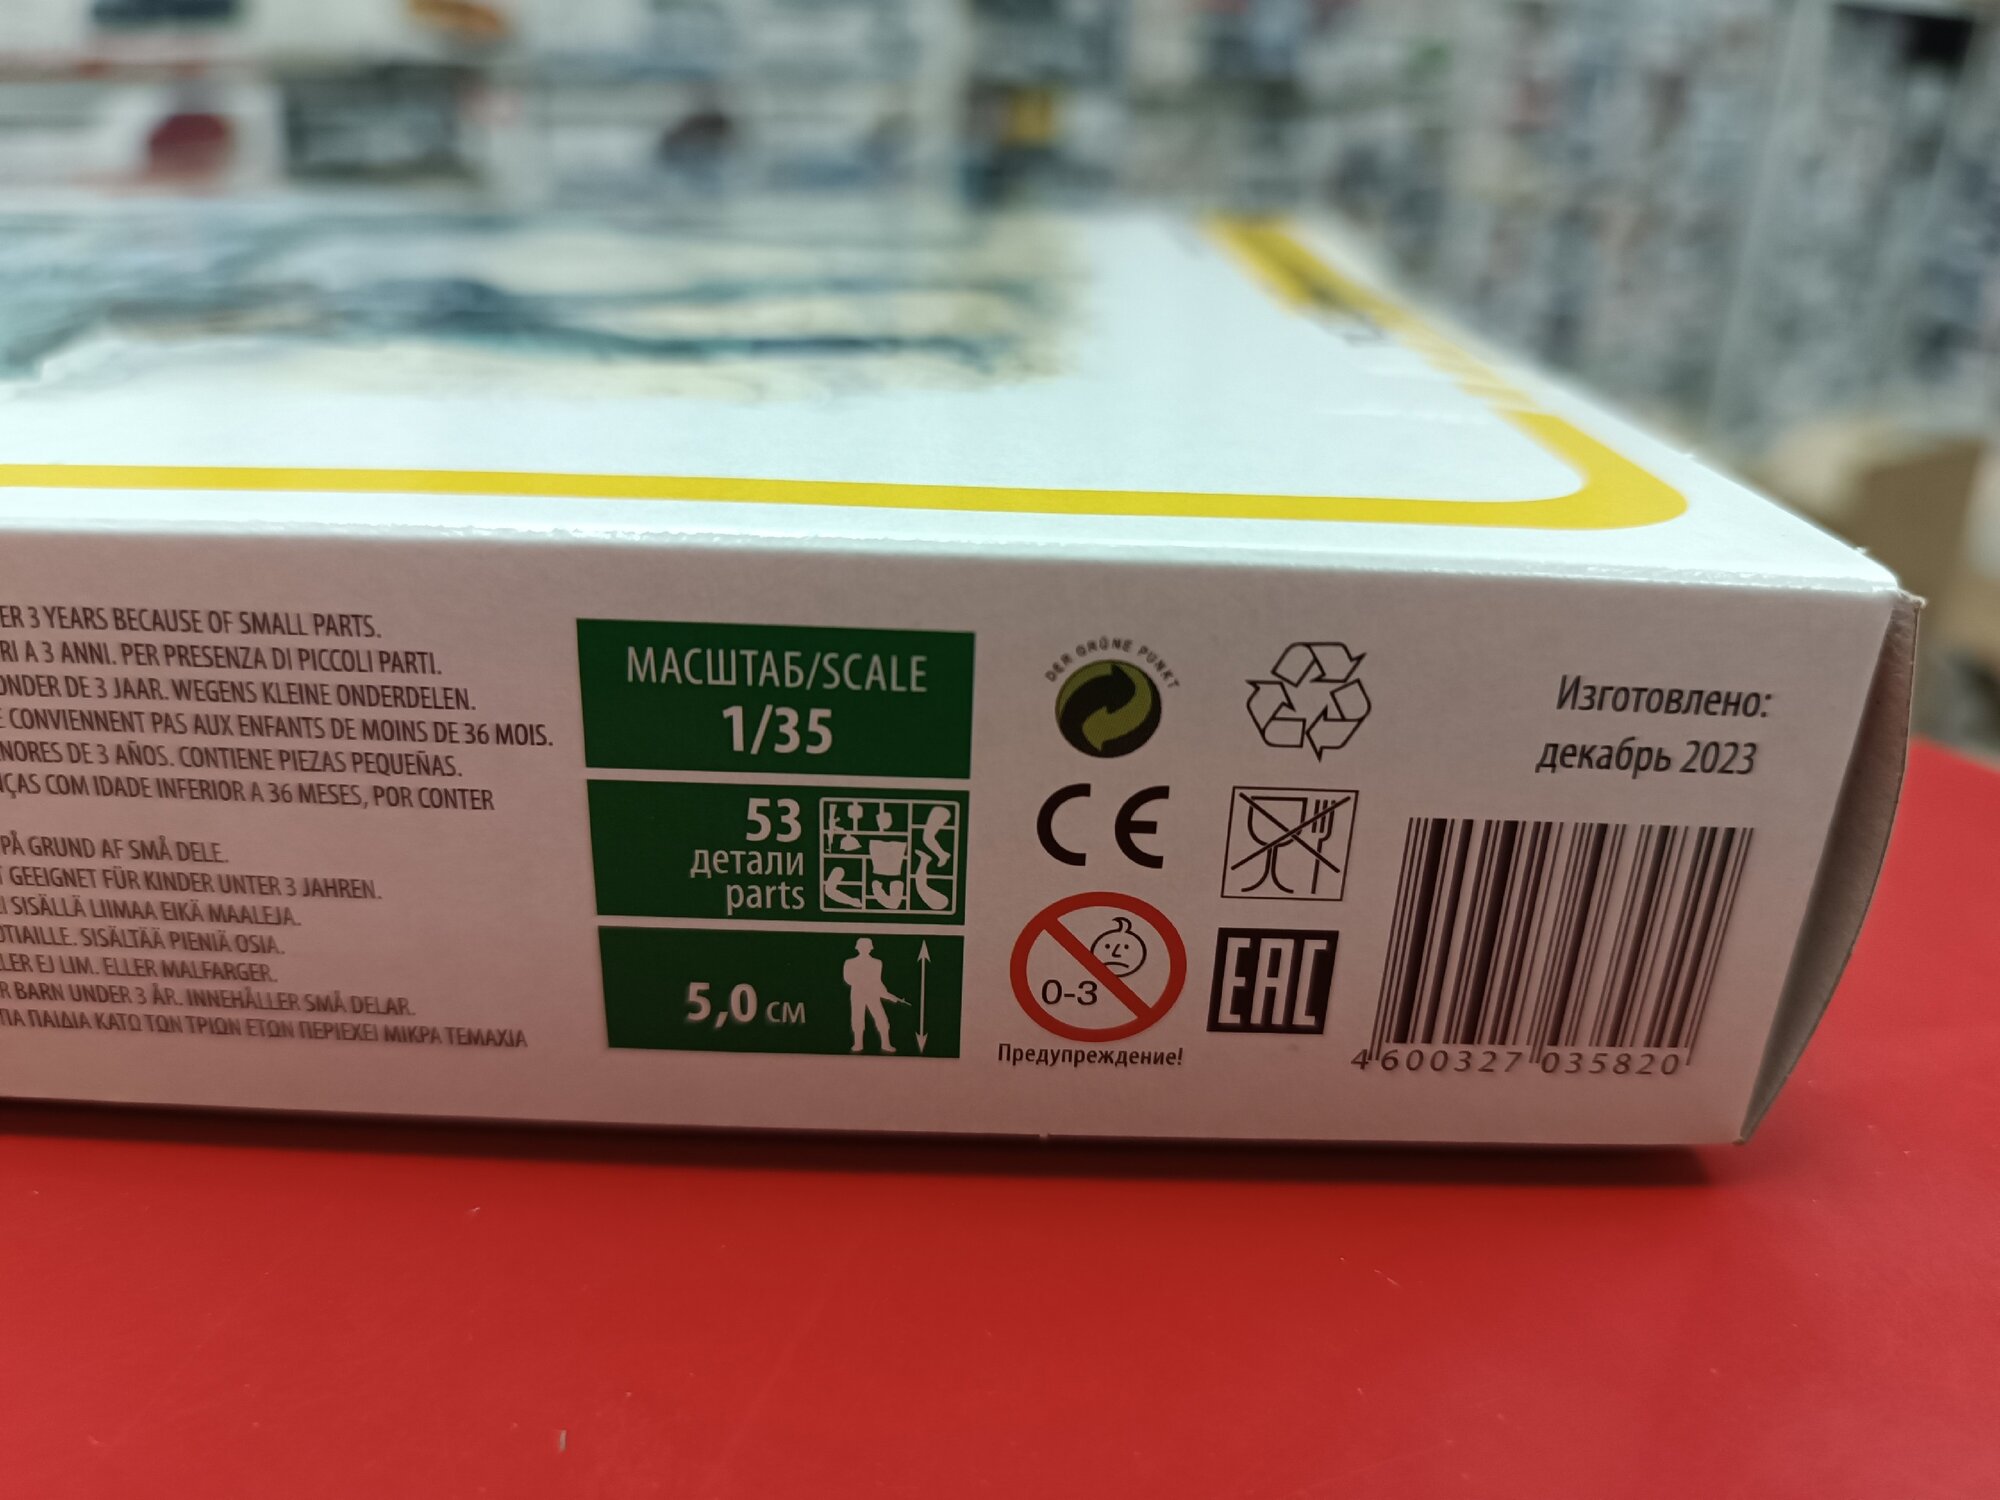 ER 3 YEARS BECAUSE OF SMALL PARTS.
RI A 3 ANNI. PER PRESENZA DI PICCOLI PARTI.
ONDER DE 3 JAAR. WEGENS KLEINE ONDERDELEN.
E CONVIENNENT PAS AUX ENFANTS DE MOINS DE 36 MOIS.
ENORES DE 3 AÑOS. CONTIENE PIEZAS PEQUEÑAS.
NÇAS COM IDADE INFERIOR A 36 MESES, POR CONTER
PÅ GRUND AF SMÅ DELE.
T GEEIGNET FÜR KINDER UNTER 3 JAHREN.
EI SISÄLLÄ LIIMAA EIKÄ MAALEJA.
OTIAILLE. SISÄLTÄÄ PIENIÄ OSIA.
LER EJ LIM. ELLER MALFARGER.
R BARN UNDER 3 ÅR. INNEHÅLLER SMÅ DELAR.
ΓΙΑ ΠΑΙΔΙΑ ΚΑΤΩ ΤΩΝ ΤΡΙΩΝ ΕΤΩΝ ΠΕΡΙΕΧΕΙ ΜΙΚΡΑ ΤΕΜΑΧΙΑ
МАСШТАБ/SCALE
1/35
53
детали
parts
5,0 см
DER GRÜNE PUNKT
CE
0-3
Предупреждение!
EAC
Изготовлено:
декабрь 2023
4 600327 035820